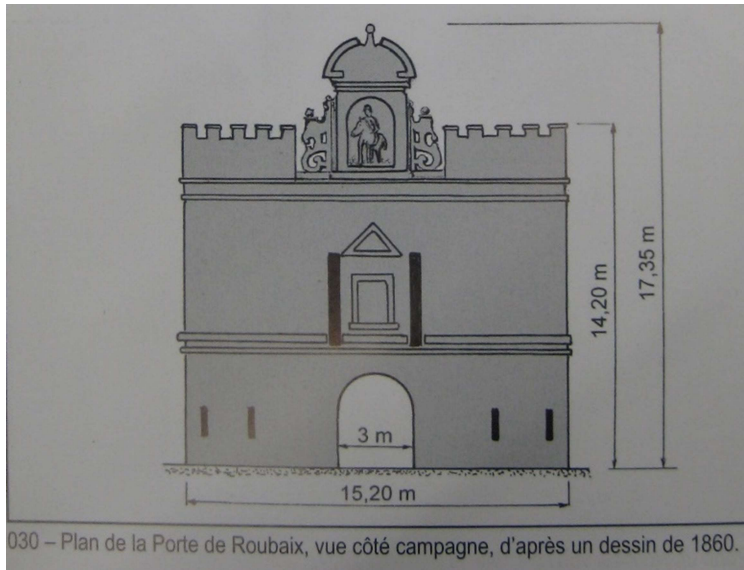 17,35 m
14,20 m
3 m
15,20 m
030 – Plan de la Porte de Roubaix, vue côté campagne, d'après un dessin de 1860.